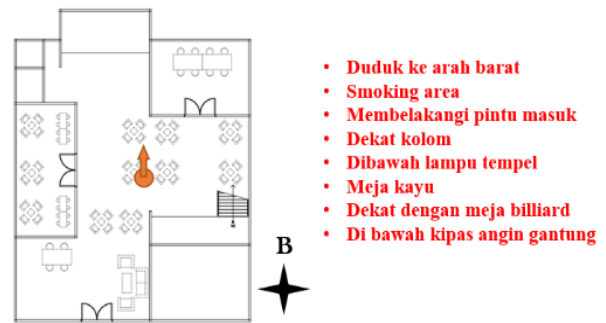 • Duduk ke arah barat
• Smoking area
• Membelakangi pintu masuk
• Dekat kolom
• Dibawah lampu tempel
• Meja kayu
• Dekat dengan meja billiard
• Di bawah kipas angin gantung
B